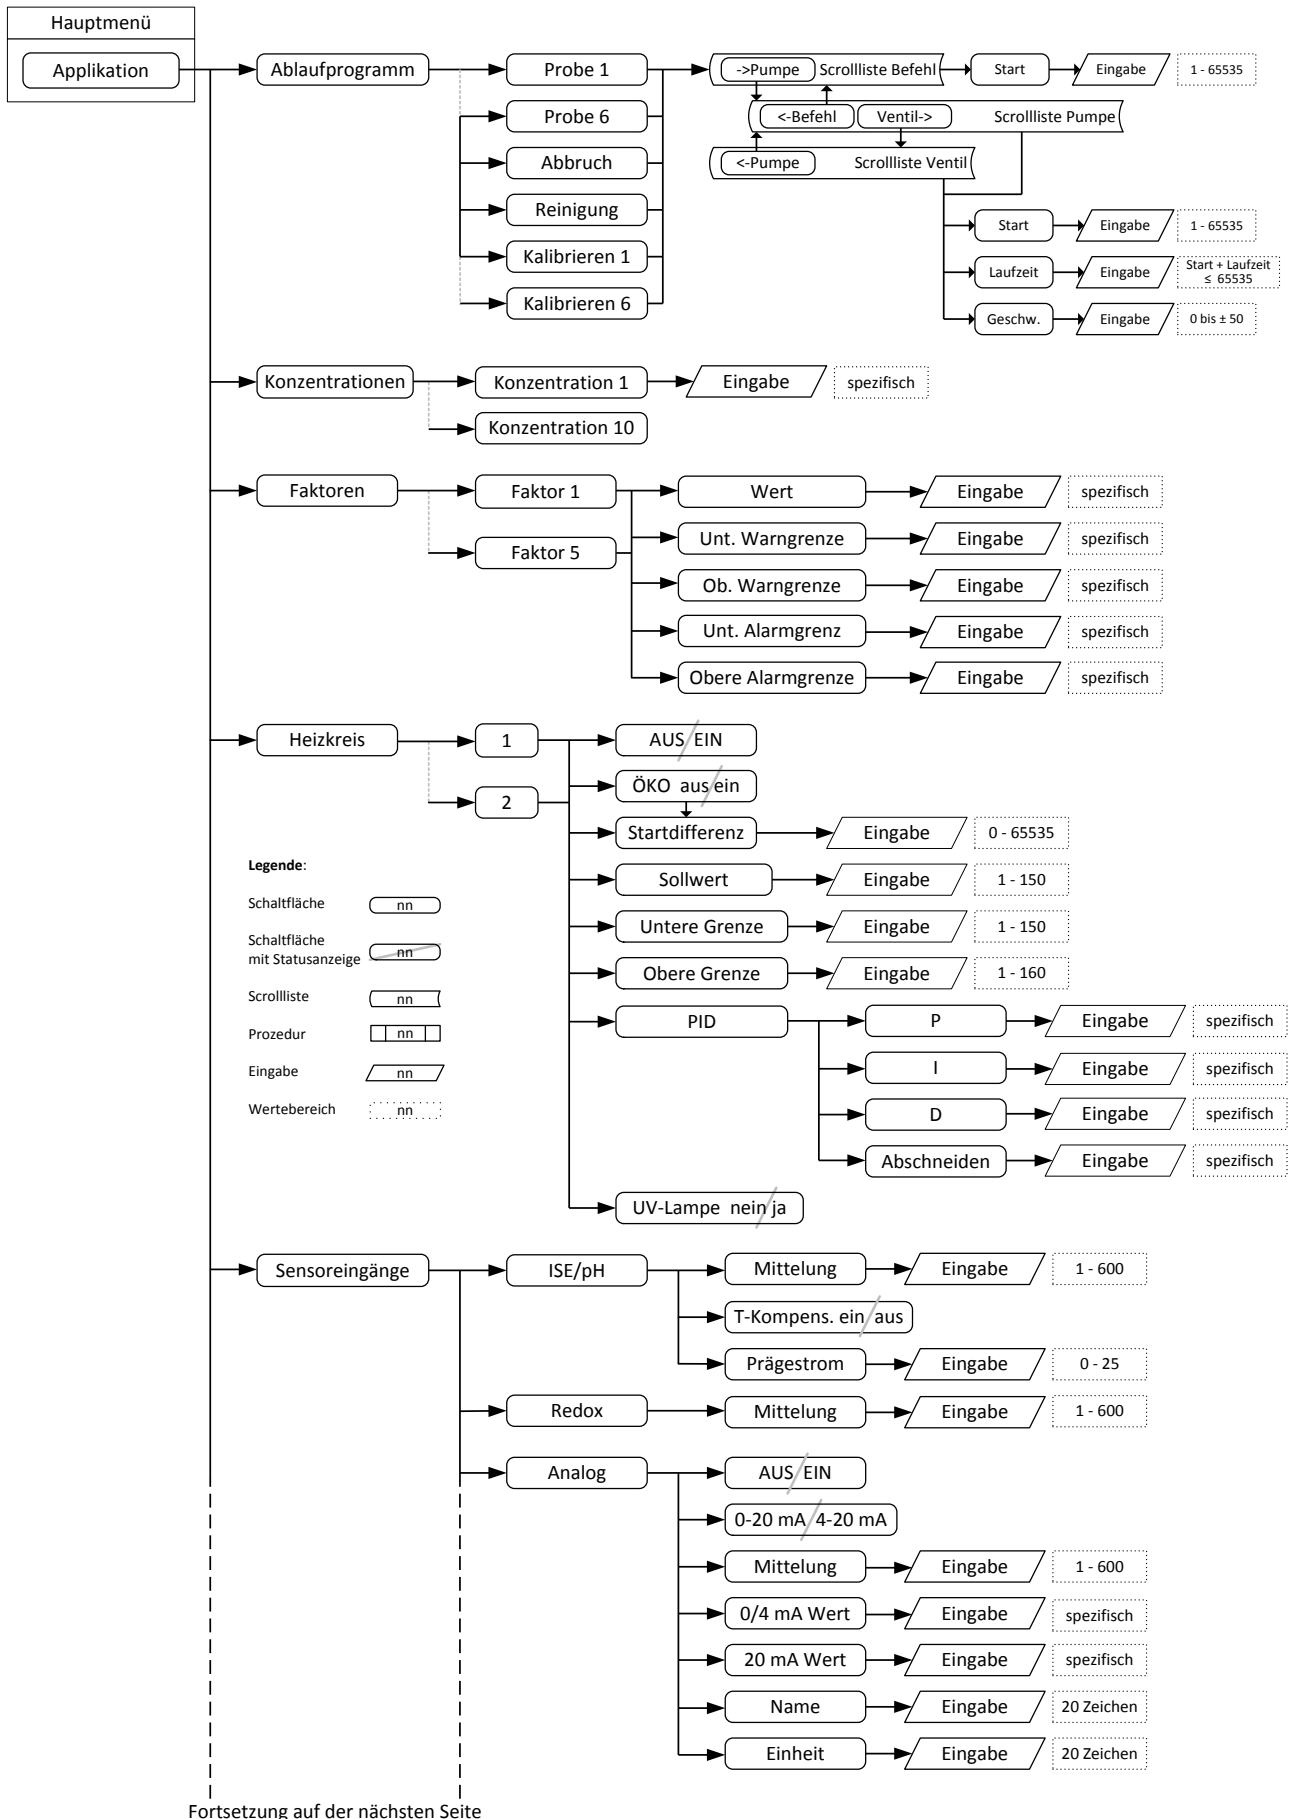 Hauptmenü
Applikation
Ablaufprogramm
Probe 1
->Pumpe
Scrollliste Befehl
Start
Eingabe
1 - 65535
Probe 6
<-Befehl
Ventil->
Scrollliste Pumpe
Abbruch
<-Pumpe
Scrollliste Ventil
Reinigung
Start
Eingabe
1 - 65535
Kalibrieren 1
Laufzeit
Eingabe
Start + Laufzeit
≤ 65535
Kalibrieren 6
Geschw.
Eingabe
0 bis ± 50
Konzentrationen
Konzentration 1
Eingabe
spezifisch
Konzentration 10
Faktoren
Faktor 1
Wert
Eingabe
spezifisch
Unt. Warngrenze
Eingabe
spezifisch
Faktor 5
Ob. Warngrenze
Eingabe
spezifisch
Unt. Alarmgrenz
Eingabe
spezifisch
Obere Alarmgrenze
Eingabe
spezifisch
Heizkreis
1
AUS EIN
ÖKO aus ein
2
Startdifferenz
Eingabe
0 - 65535
Sollwert
Eingabe
1 - 150
Untere Grenze
Eingabe
1 - 150
Obere Grenze
Eingabe
1 - 160
PID
P
Eingabe
spezifisch
I
Eingabe
spezifisch
D
Eingabe
spezifisch
Abschneiden
Eingabe
spezifisch
UV-Lampe nein ja
Legende:
Schaltfläche
nn
Schaltfläche
mit Statusanzeige
nn
Scrollliste
nn
Prozedur
nn
Eingabe
nn
Wertebereich
nn
Sensoreingänge
ISE/pH
Mittelung
Eingabe
1 - 600
T-Kompens. ein aus
Prägestrom
Eingabe
0 - 25
Redox
Mittelung
Eingabe
1 - 600
Analog
AUS EIN
0-20 mA 4-20 mA
Mittelung
Eingabe
1 - 600
0/4 mA Wert
Eingabe
spezifisch
20 mA Wert
Eingabe
spezifisch
Name
Eingabe
20 Zeichen
Einheit
Eingabe
20 Zeichen
Fortsetzung auf der nächsten Seite